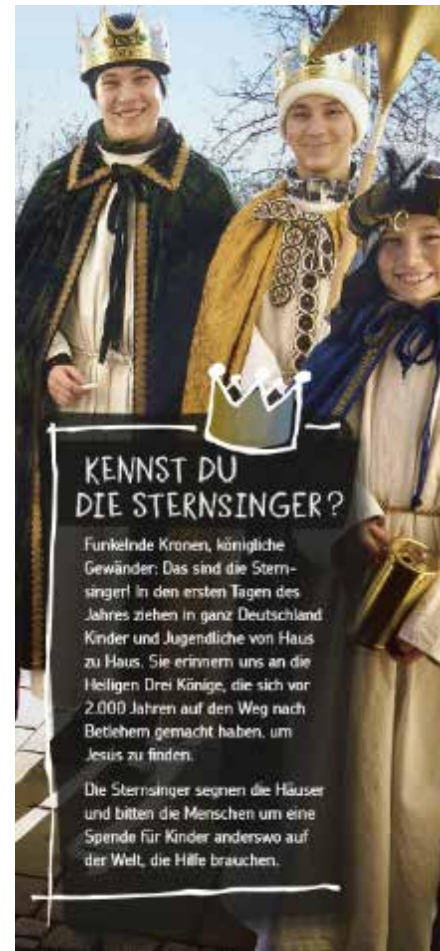 KENNST DU
DIE STERNSINGER?
Funkelnde Kronen, königliche
Gewänder: Das sind die Stern-
singer! In den ersten Tagen des
Jahres ziehen in ganz Deutschland
Kinder und Jugendliche von Haus
zu Haus. Sie erinnern uns an die
Heiligen Drei Könige, die sich vor
2.000 Jahren auf den Weg nach
Betlehem gemacht haben, um
Jesus zu finden.
Die Sternsinger segnen die Häuser
und bitten die Menschen um eine
Spende für Kinder anderswo auf
der Welt, die Hilfe brauchen.